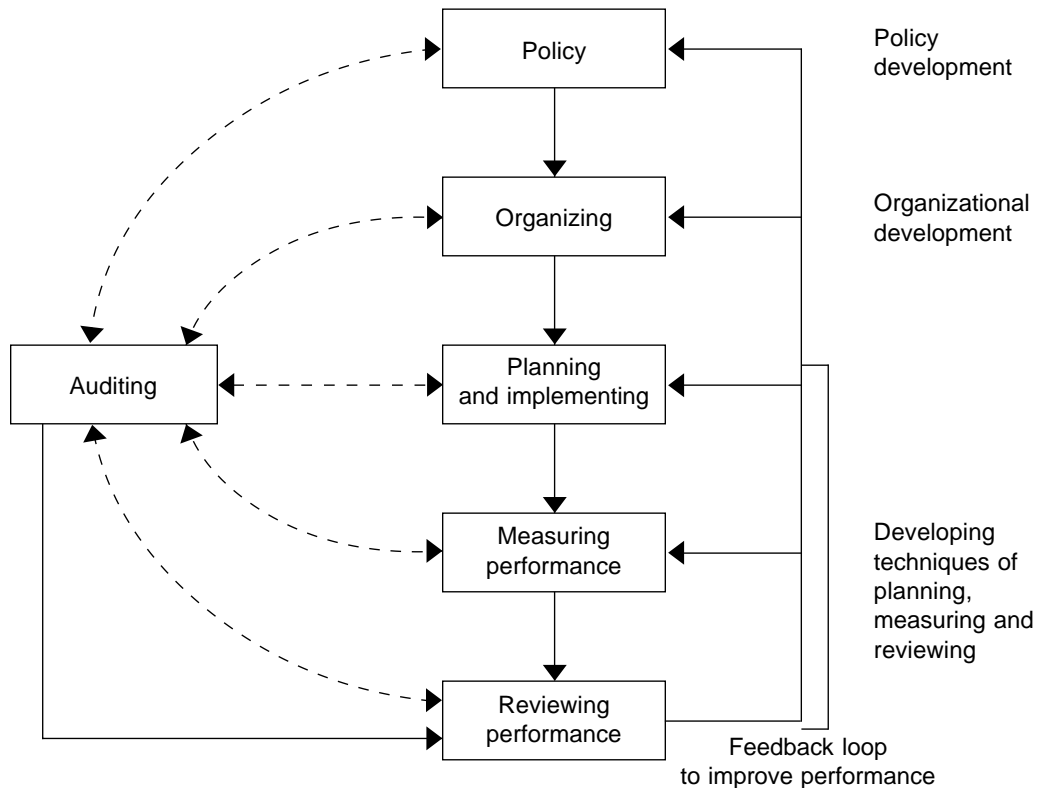 Policy
Policy
development
Organizing
Organizational
development
Auditing
Planning
and implementing
Measuring
performance
Developing
techniques of
planning,
measuring and
reviewing
Reviewing
performance
Feedback loop
to improve performance